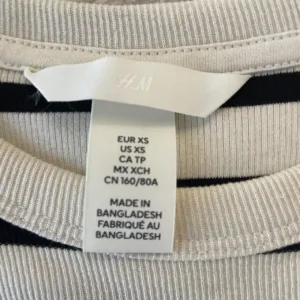 H&M
EUR XS
US XS
CA TP
MX XCH
CN 160/80A
MADE IN
BANGLADESH
FABRIQUÉ AU
BANGLADESH